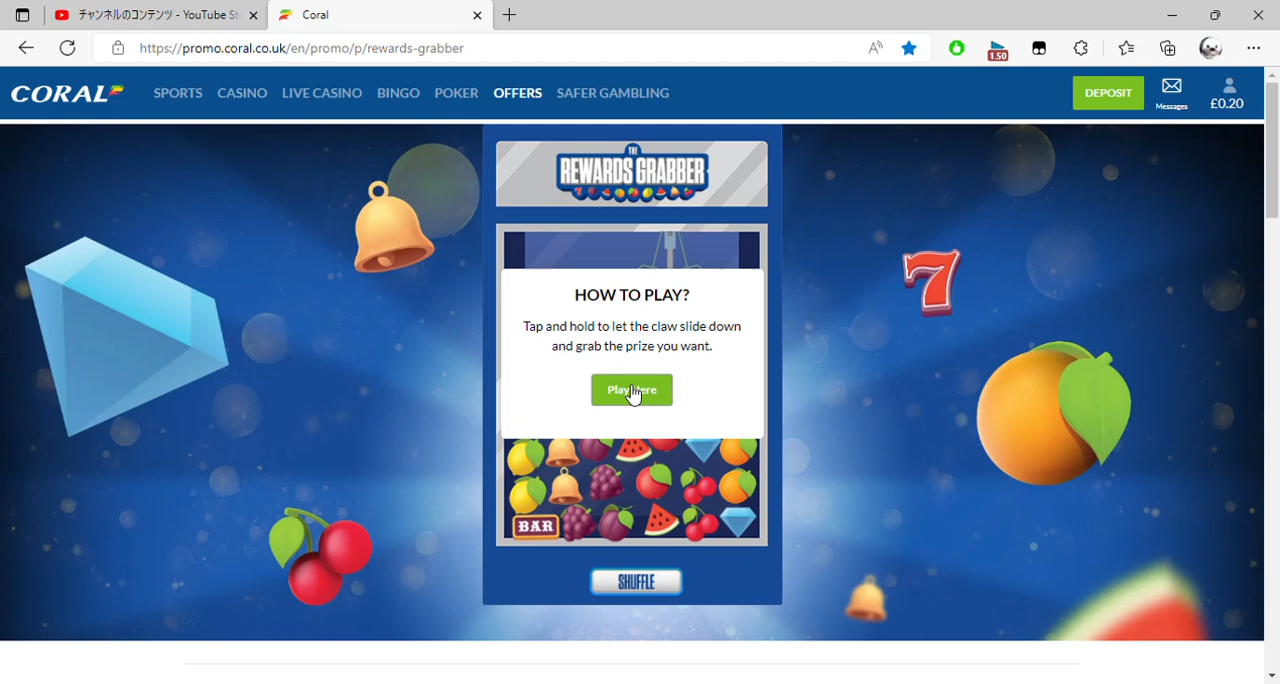 チャンネルのコンテンツ - YouTube St
Coral
https://promo.coral.co.uk/en/promo/p/rewards-grabber
1.50
CORAL
SPORTS CASINO LIVE CASINO BINGO POKER OFFERS SAFER GAMBLING
DEPOSIT
Messages
£0.20
THE
REWARDS GRABBER
7
HOW TO PLAY?
Tap and hold to let the claw slide down
and grab the prize you want.
Play Here
BAR
SHUFFLE